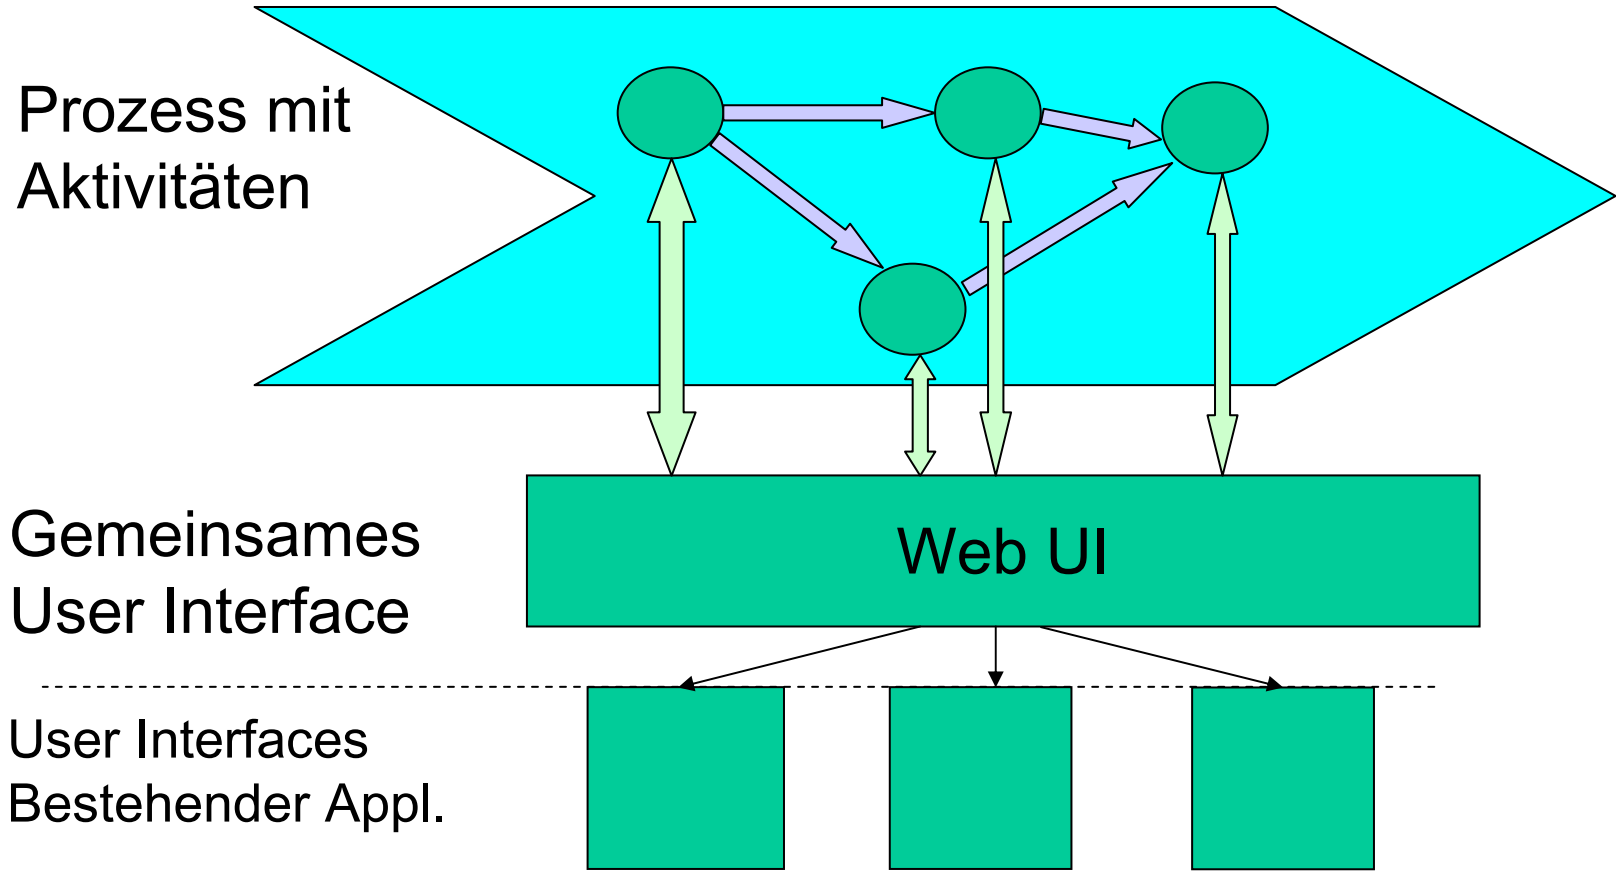 Prozess mit
Aktivitäten
Gemeinsames
User Interface
Web UI
User Interfaces
Bestehender Appl.